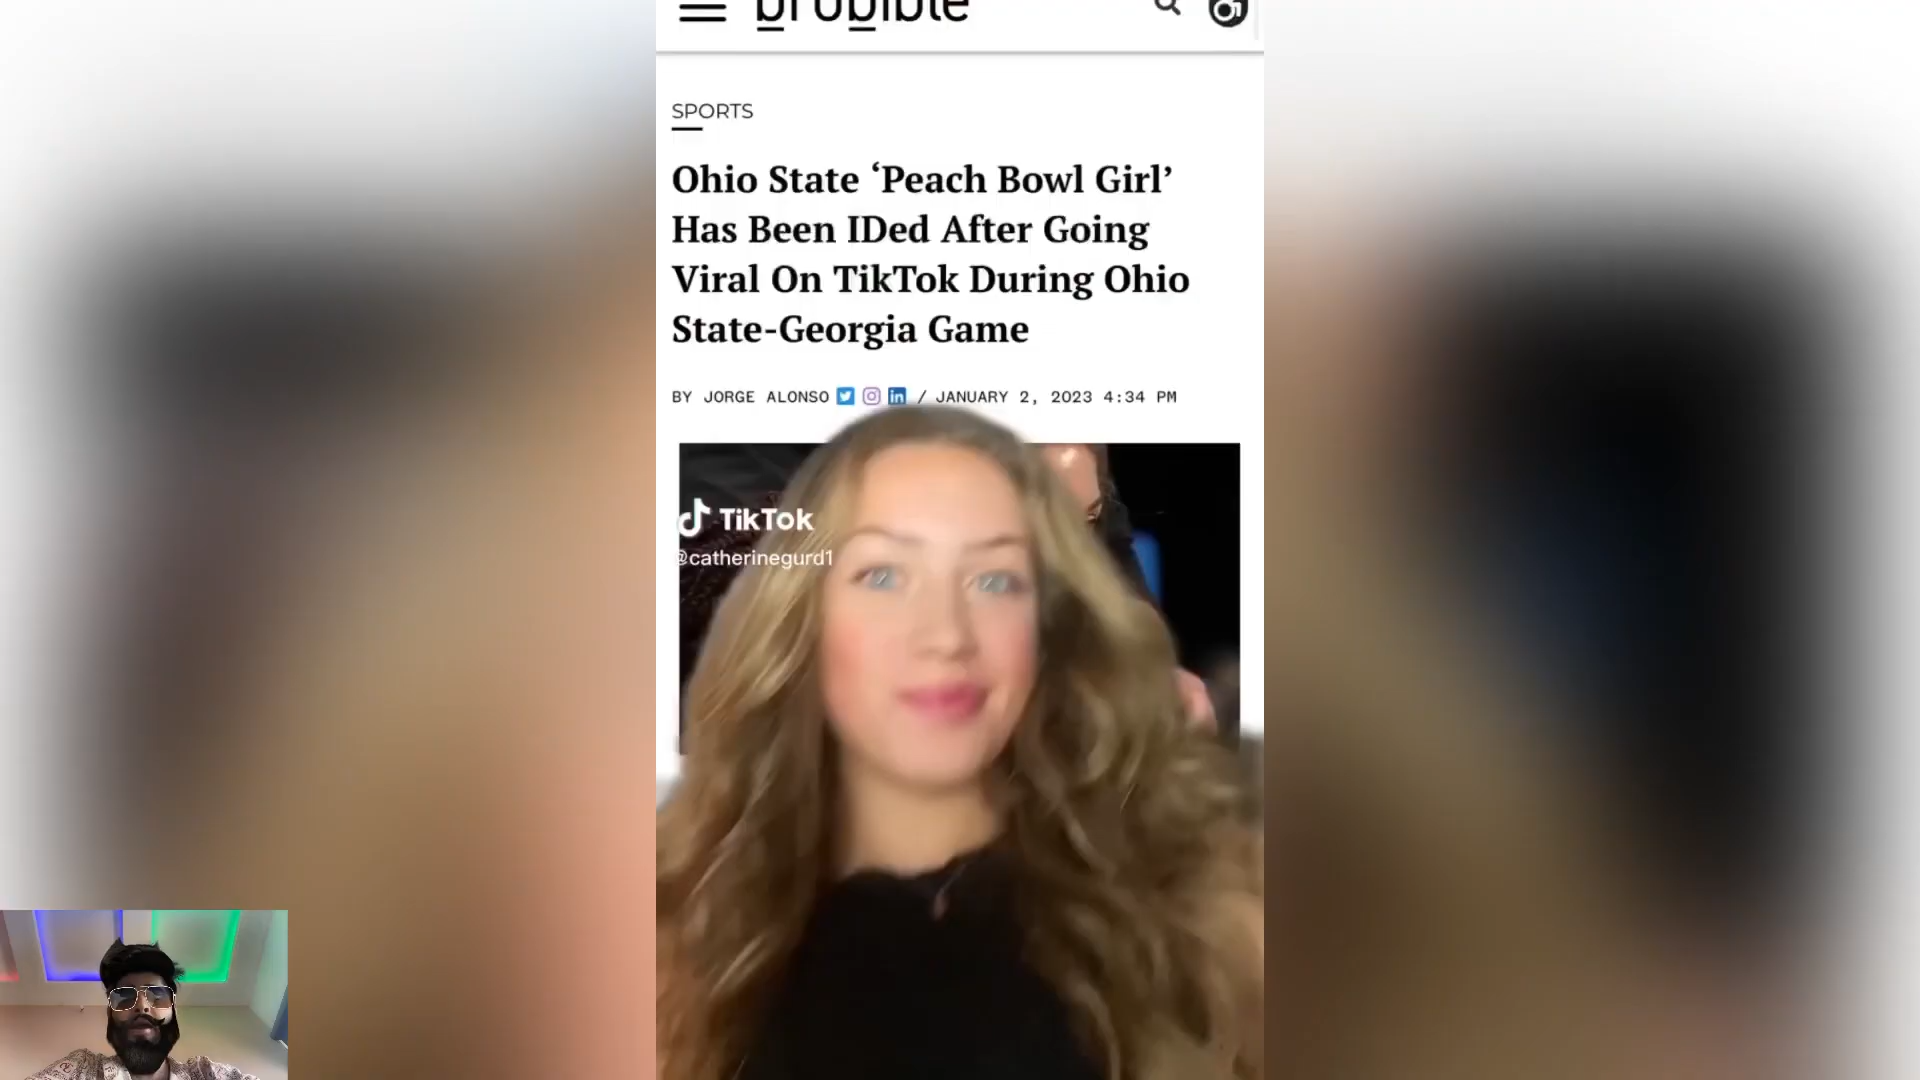 brobible
SPORTS
Ohio State ‘Peach Bowl Girl’
Has Been IDed After Going
Viral On TikTok During Ohio
State-Georgia Game
BY JORGE ALONSO / JANUARY 2, 2023 4:34 PM
TikTok
@catherinegurd1